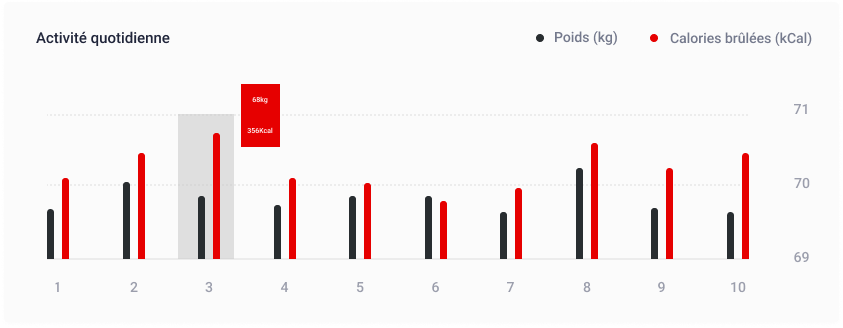 Activité quotidienne
Poids (kg)
Calories brûlées (kCal)
68kg
356Kcal
71
70
69
1 2 3 4 5 6 7 8 9 10